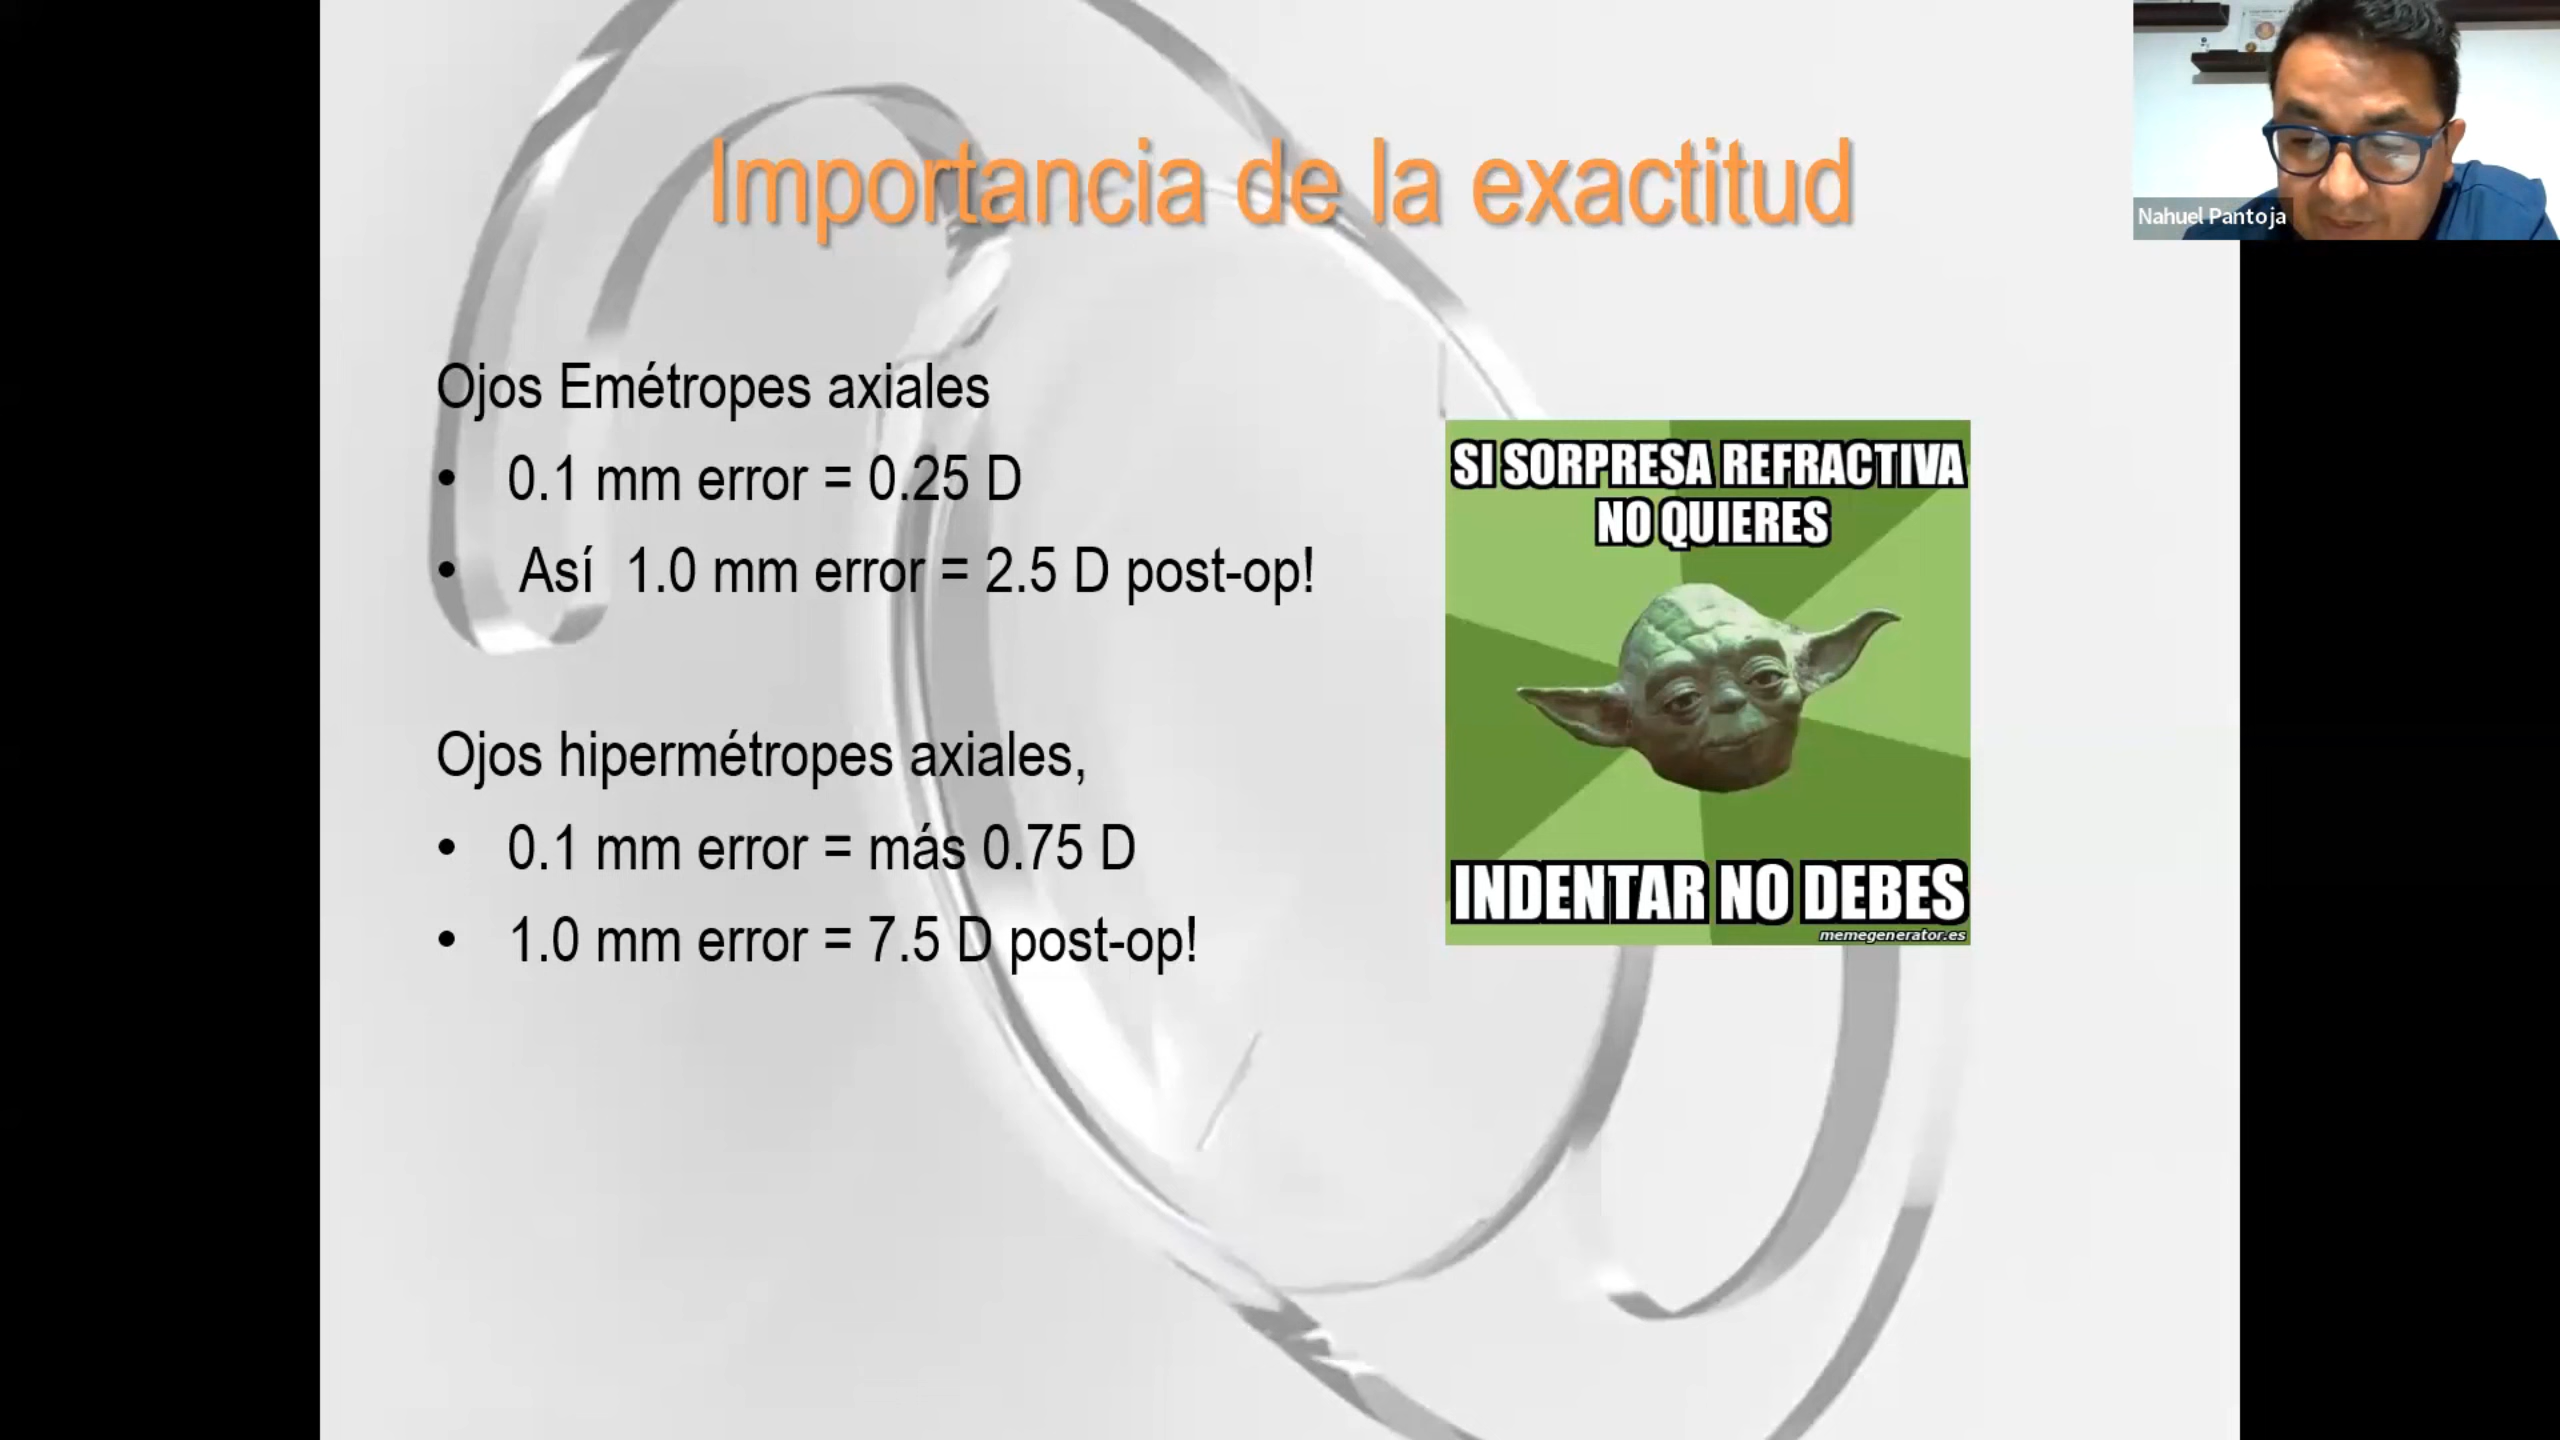 Importancia de la exactitud
Nahuel Pantoja
Ojos Emétropes axiales
• 0.1 mm error = 0.25 D
• Así 1.0 mm error = 2.5 D post-op!
Ojos hipermétropes axiales,
• 0.1 mm error = más 0.75 D
• 1.0 mm error = 7.5 D post-op!
SI SORPRESA REFRACTIVA
NO QUIERES
INDENTAR NO DEBES
memegenerator.es